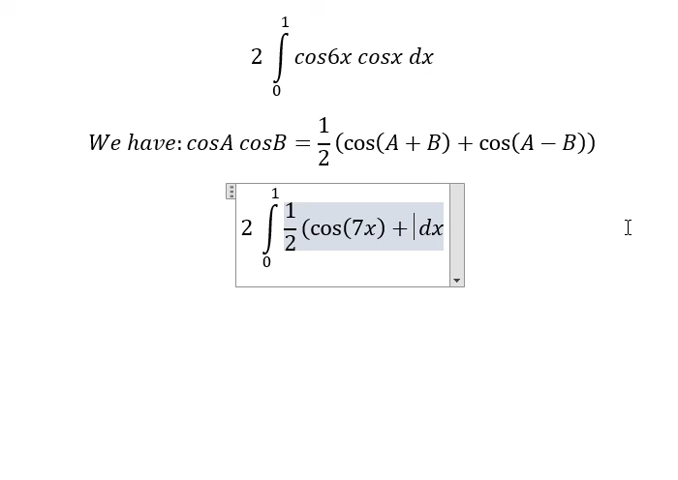 2 ∫₀¹ cos6x cosx dx
We have: cosA cosB = 1/2 (cos(A + B) + cos(A − B))
2 ∫₀¹ 1/2 (cos(7x) + dx